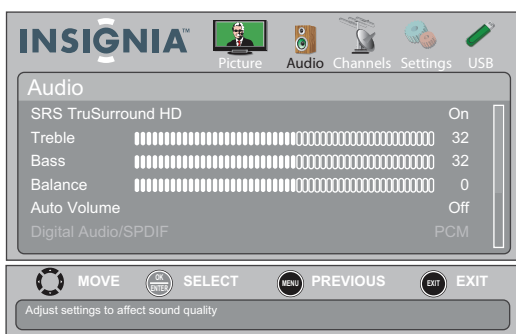 INSIGNIA™
Picture Audio Channels Settings USB
Audio
SRS TruSurround HD On
Treble 32
Bass 32
Balance 0
Auto Volume Off
Digital Audio/SPDIF PCM
MOVE OK ENTER SELECT MENU PREVIOUS EXIT EXIT
Adjust settings to affect sound quality